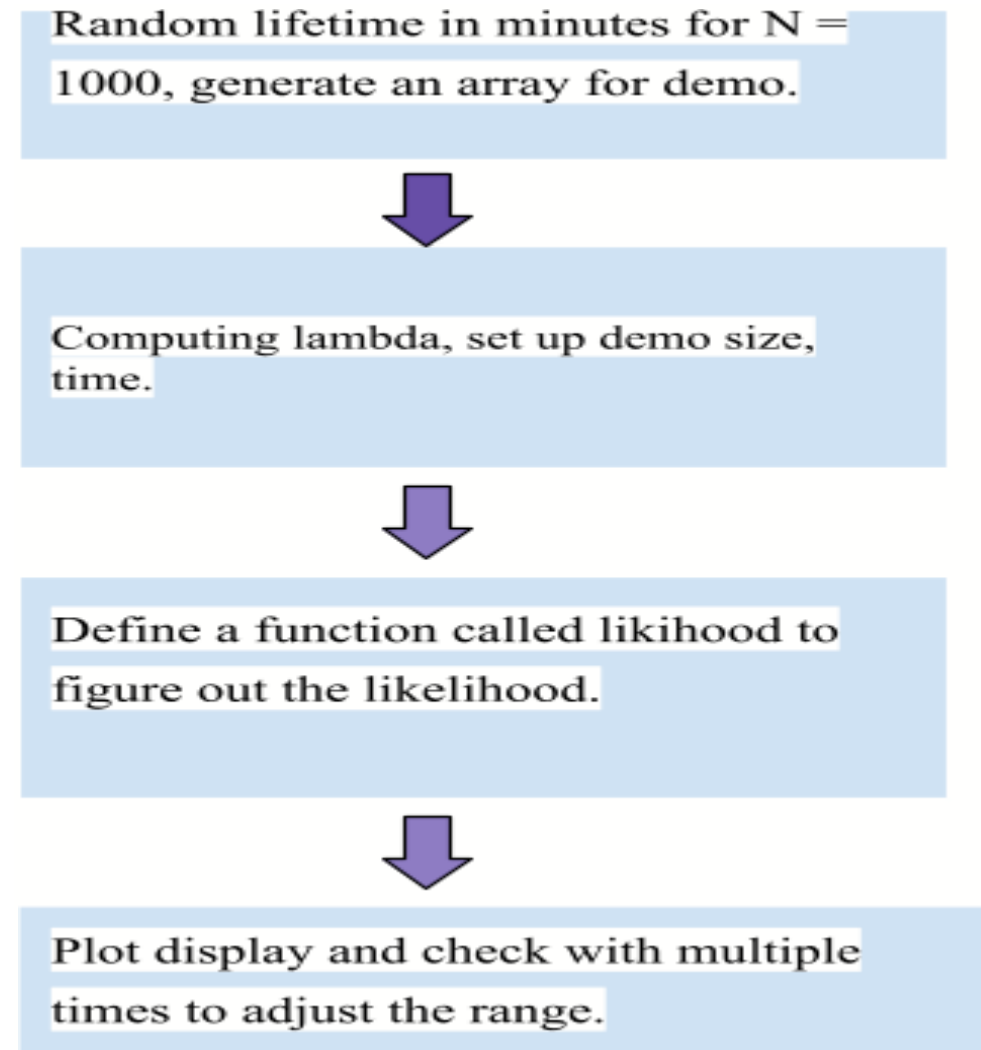 Random lifetime in minutes for N =
1000, generate an array for demo.
Computing lambda, set up demo size,
time.
Define a function called likihood to
figure out the likelihood.
Plot display and check with multiple
times to adjust the range.